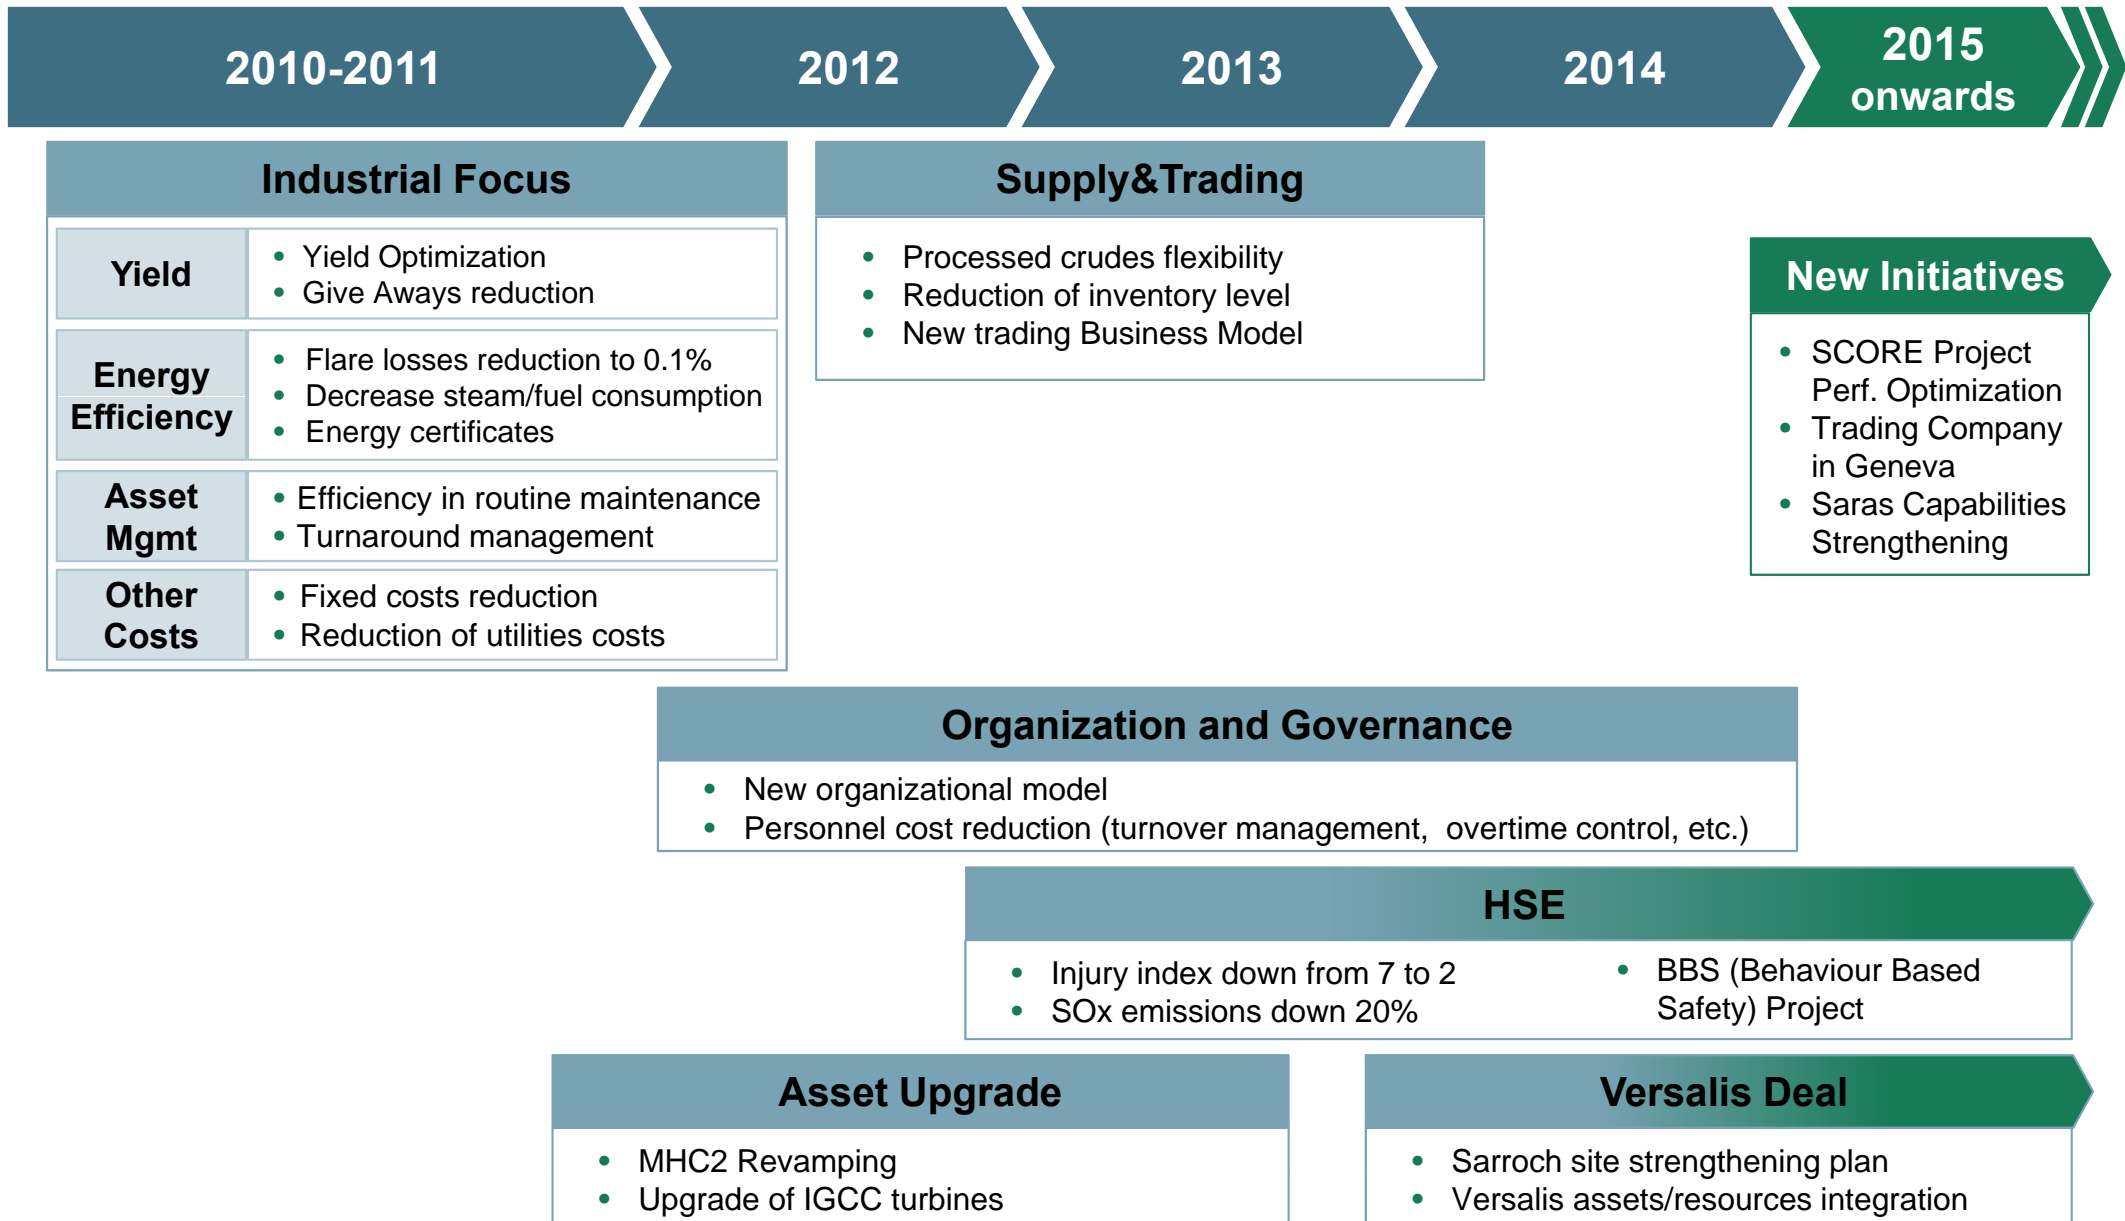 2010-2011
2012
2013
2014
2015
onwards
Industrial Focus
Yield
• Yield Optimization
• Give Aways reduction
Energy
Efficiency
• Flare losses reduction to 0.1%
• Decrease steam/fuel consumption
• Energy certificates
Asset
Mgmt
• Efficiency in routine maintenance
• Turnaround management
Other
Costs
• Fixed costs reduction
• Reduction of utilities costs
Supply&Trading
• Processed crudes flexibility
• Reduction of inventory level
• New trading Business Model
New Initiatives
• SCORE Project
Perf. Optimization
• Trading Company
in Geneva
• Saras Capabilities
Strengthening
Organization and Governance
• New organizational model
• Personnel cost reduction (turnover management,  overtime control, etc.)
HSE
• Injury index down from 7 to 2
• SOx emissions down 20%
• BBS (Behaviour Based
Safety) Project
Asset Upgrade
• MHC2 Revamping
• Upgrade of IGCC turbines
Versalis Deal
• Sarroch site strengthening plan
• Versalis assets/resources integration